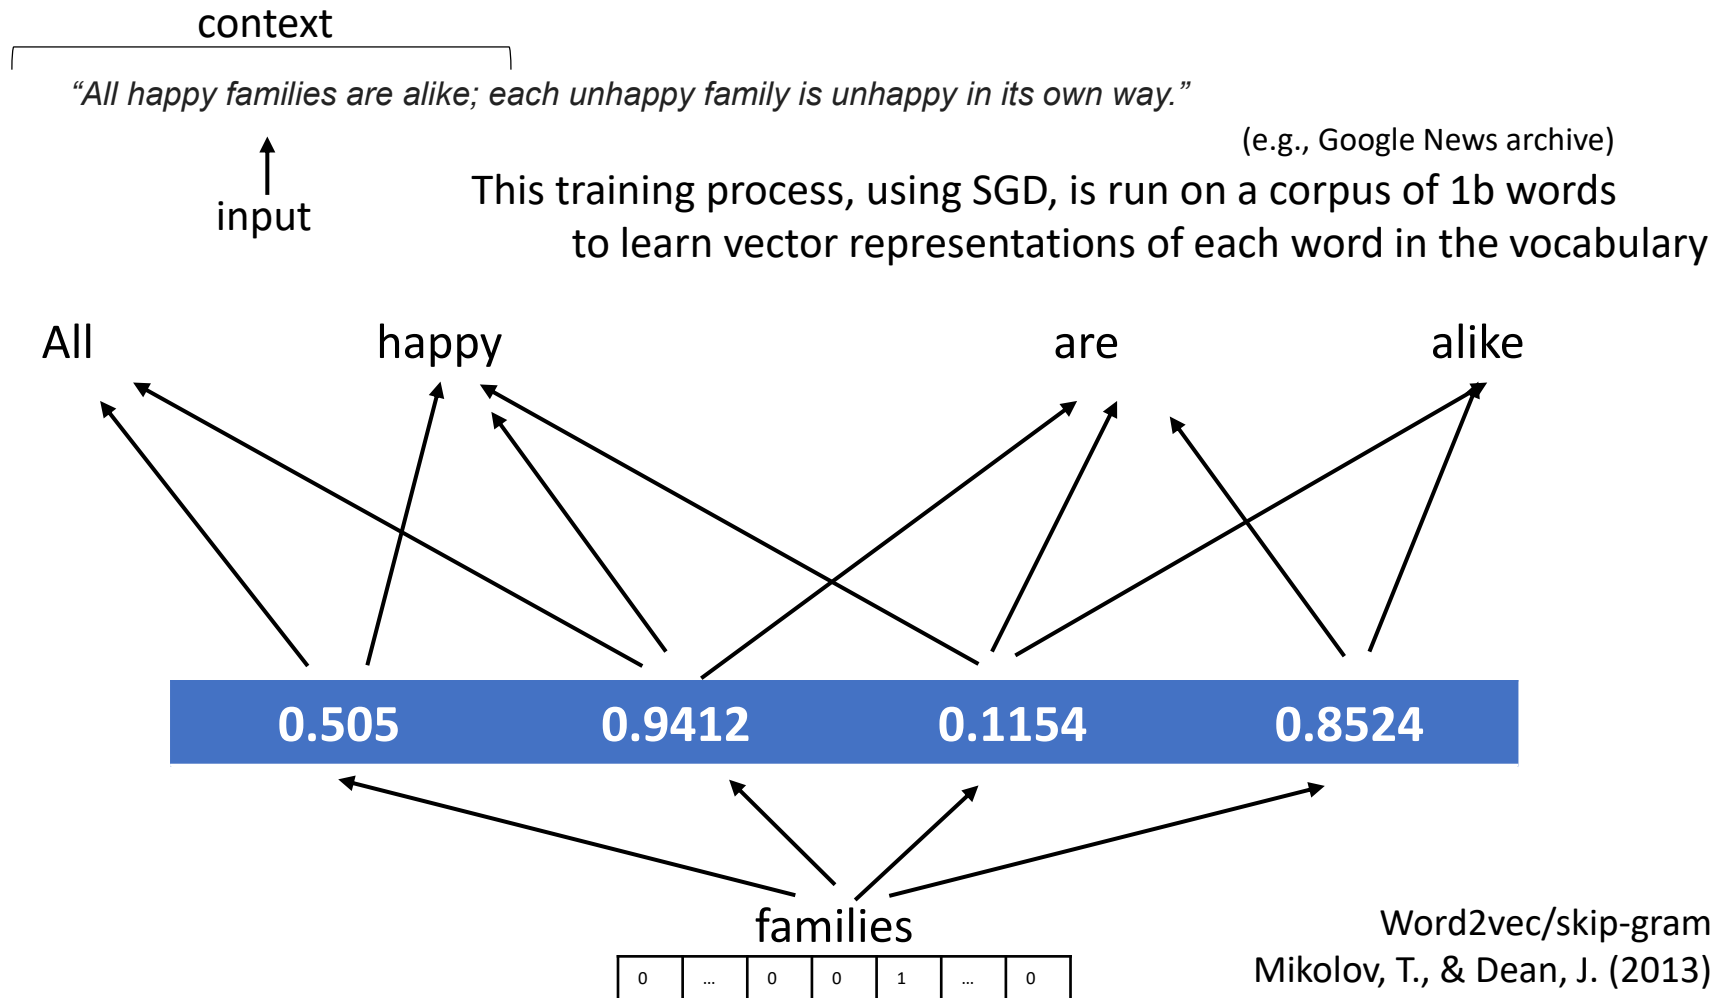 context
“All happy families are alike; each unhappy family is unhappy in its own way.”
(e.g., Google News archive)
input
This training process, using SGD, is run on a corpus of 1b words
to learn vector representations of each word in the vocabulary
All happy are alike
0.505 0.9412 0.1154 0.8524
families
0 ... 0 0 1 ... 0
Word2vec/skip-gram
Mikolov, T., & Dean, J. (2013)